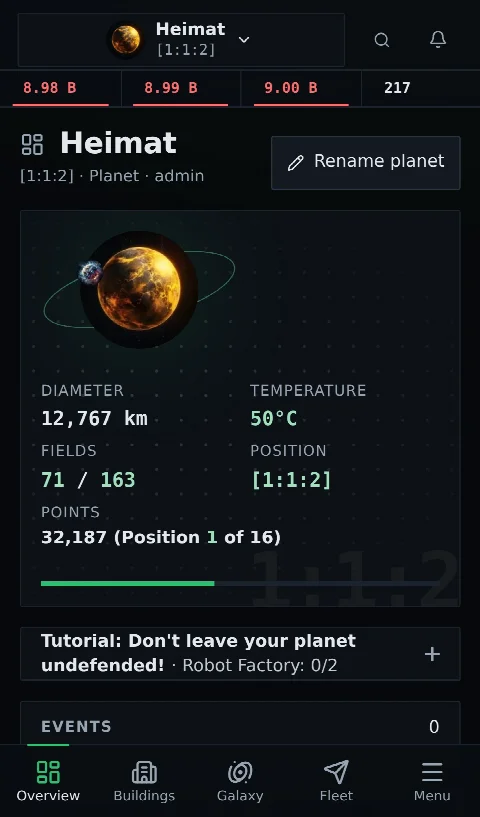 Heimat
[1:1:2]
8.98 B 8.99 B 9.00 B 217
Heimat
[1:1:2] · Planet · admin
Rename planet
DIAMETER TEMPERATURE
12,767 km 50°C
FIELDS POSITION
71 / 163 [1:1:2]
POINTS
32,187 (Position 1 of 16)
1:1:2
Tutorial: Don't leave your planet
undefended! · Robot Factory: 0/2
EVENTS 0
Overview Buildings Galaxy Fleet Menu